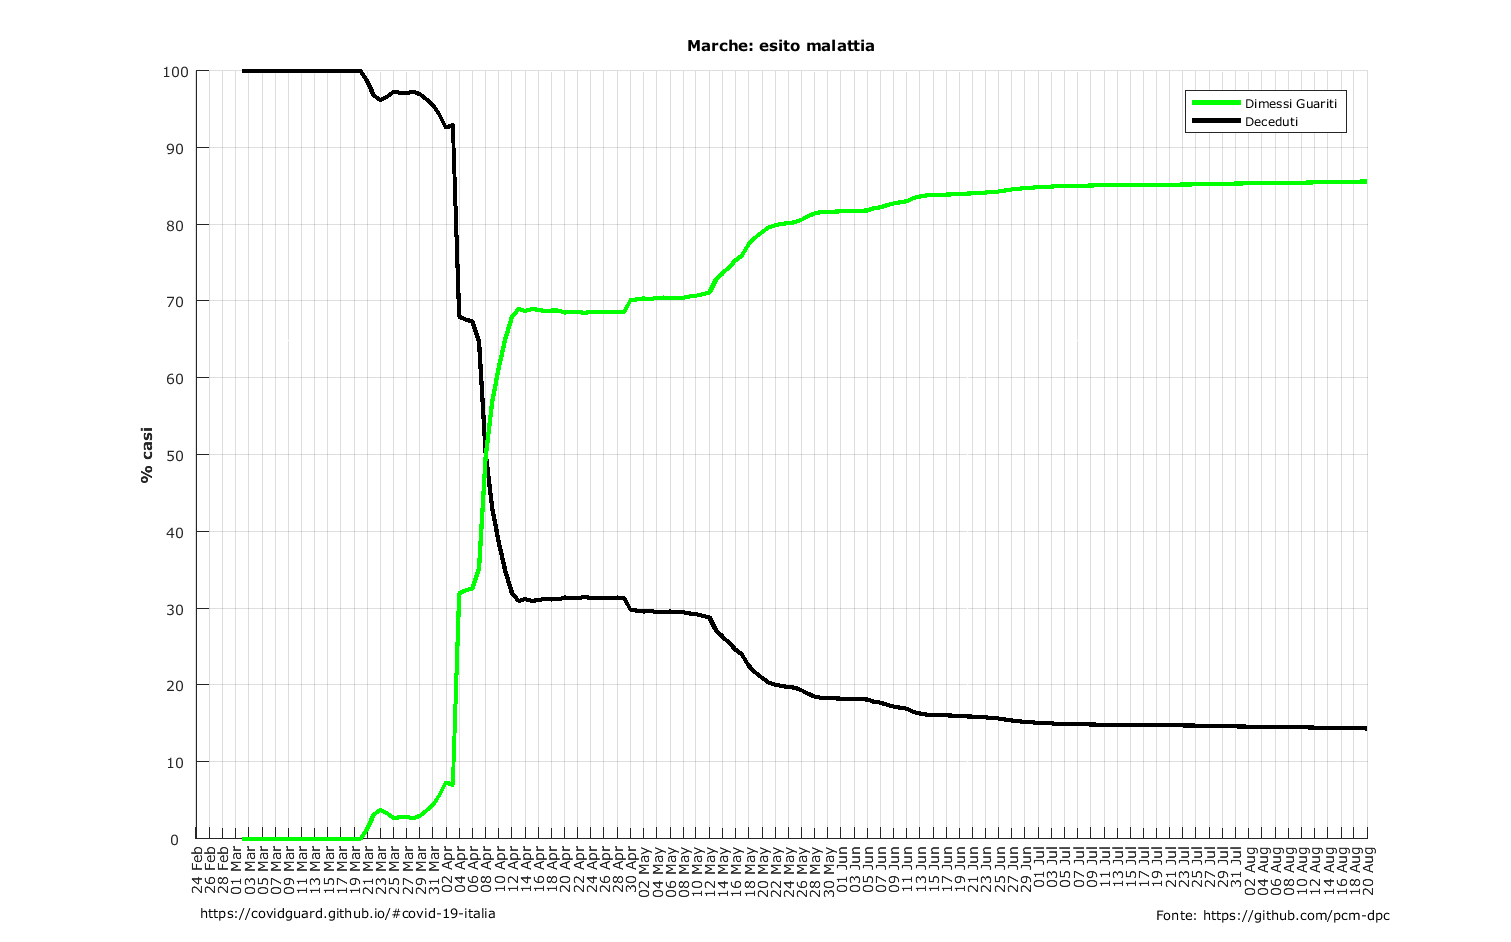 Marche: esito malattia
Dimessi Guariti
Deceduti
% casi
100
90
80
70
60
50
40
30
20
10
0
24 Feb
26 Feb
28 Feb
01 Mar
03 Mar
05 Mar
07 Mar
09 Mar
11 Mar
13 Mar
15 Mar
17 Mar
19 Mar
21 Mar
23 Mar
25 Mar
27 Mar
29 Mar
31 Mar
02 Apr
04 Apr
06 Apr
08 Apr
10 Apr
12 Apr
14 Apr
16 Apr
18 Apr
20 Apr
22 Apr
24 Apr
26 Apr
28 Apr
30 Apr
02 May
04 May
06 May
08 May
10 May
12 May
14 May
16 May
18 May
20 May
22 May
24 May
26 May
28 May
30 May
01 Jun
03 Jun
05 Jun
07 Jun
09 Jun
11 Jun
13 Jun
15 Jun
17 Jun
19 Jun
21 Jun
23 Jun
25 Jun
27 Jun
29 Jun
01 Jul
03 Jul
05 Jul
07 Jul
09 Jul
11 Jul
13 Jul
15 Jul
17 Jul
19 Jul
21 Jul
23 Jul
25 Jul
27 Jul
29 Jul
31 Jul
02 Aug
04 Aug
06 Aug
08 Aug
10 Aug
12 Aug
14 Aug
16 Aug
18 Aug
20 Aug
https://covidguard.github.io/#covid-19-italia
Fonte: https://github.com/pcm-dpc